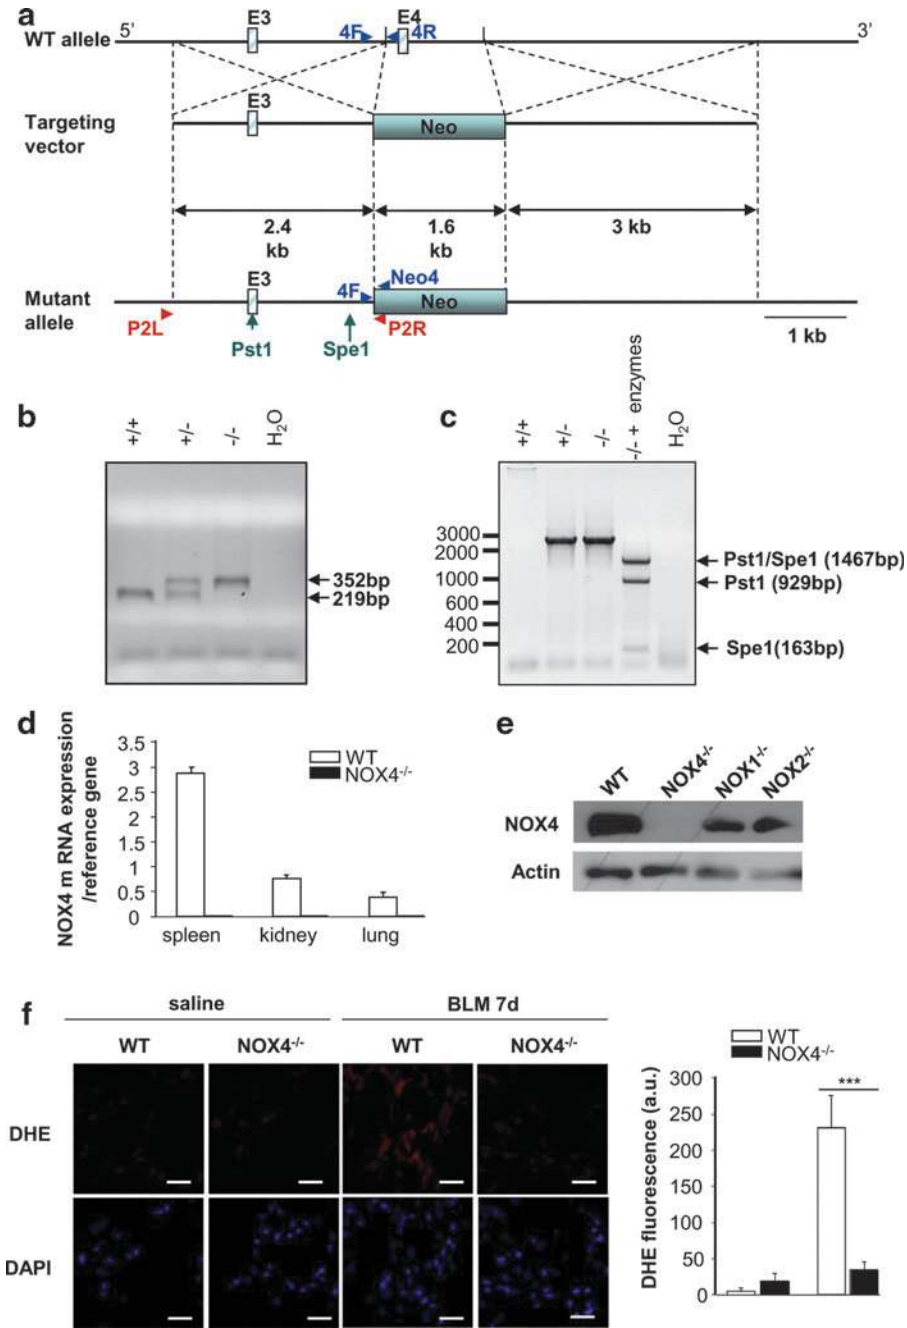 a
E3
E4
5'
4F
4R
3'
WT allele
E3
Targeting vector
Neo
2.4 kb
1.6 kb
3 kb
E3
4F
Neo4
Mutant allele
Neo
P2L
Pst1
Spe1
P2R
1 kb
b
+/+
+/-
-/-
H2O
352bp
219bp
c
+/+
+/-
-/-
-/- + enzymes
H2O
3000
2000
1000
600
400
200
Pst1/Spe1 (1467bp)
Pst1 (929bp)
Spe1(163bp)
d
NOX4 m RNA expression
/reference gene
3.5
3
2.5
2
1.5
1
0.5
0
WT
NOX4-/-
spleen kidney lung
e
WT
NOX4-/-
NOX1-/-
NOX2-/-
NOX4
Actin
f
saline
BLM 7d
WT
NOX4-/-
WT
NOX4-/-
DHE
DAPI
WT
NOX4-/-
DHE fluorescence (a.u.)
300
250
200
150
100
50
0
***